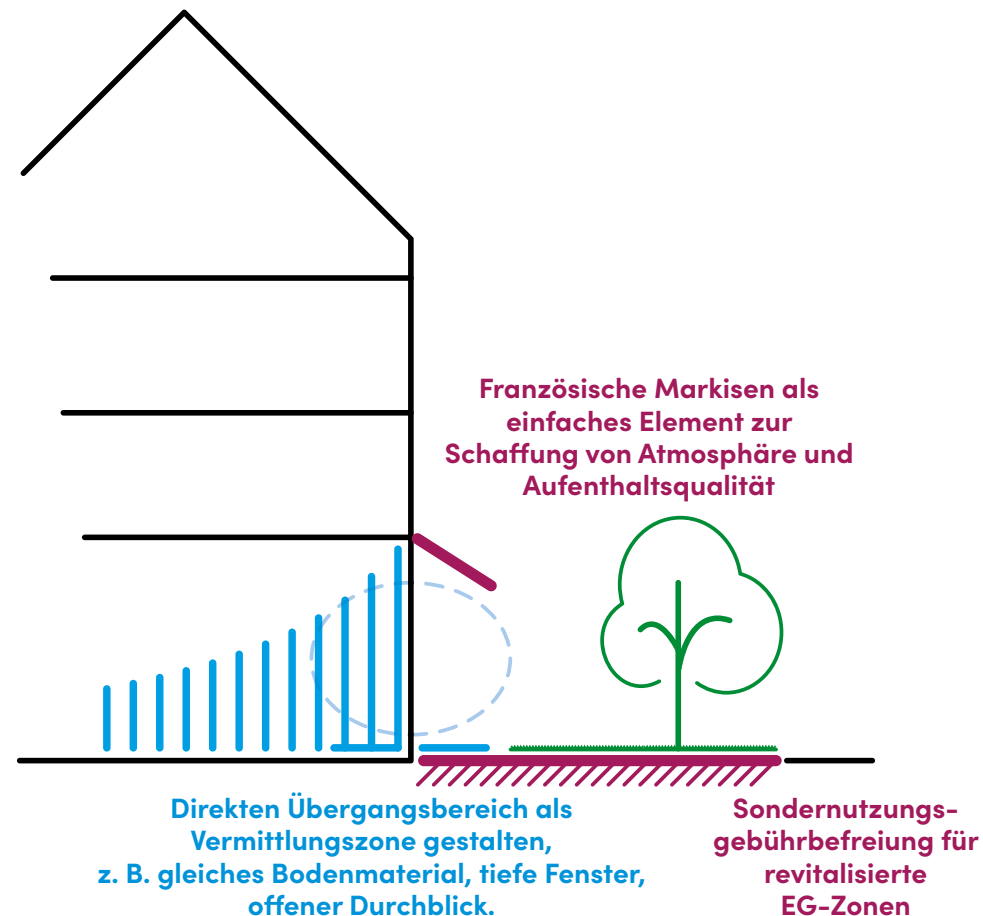 Französische Markisen als
einfaches Element zur
Schaffung von Atmosphäre und
Aufenthaltsqualität
Direkten Übergangsbereich als
Vermittlungszone gestalten,
z. B. gleiches Bodenmaterial, tiefe Fenster,
offener Durchblick.
Sondernutzungs-
gebührbefreiung für
revitalisierte
EG-Zonen